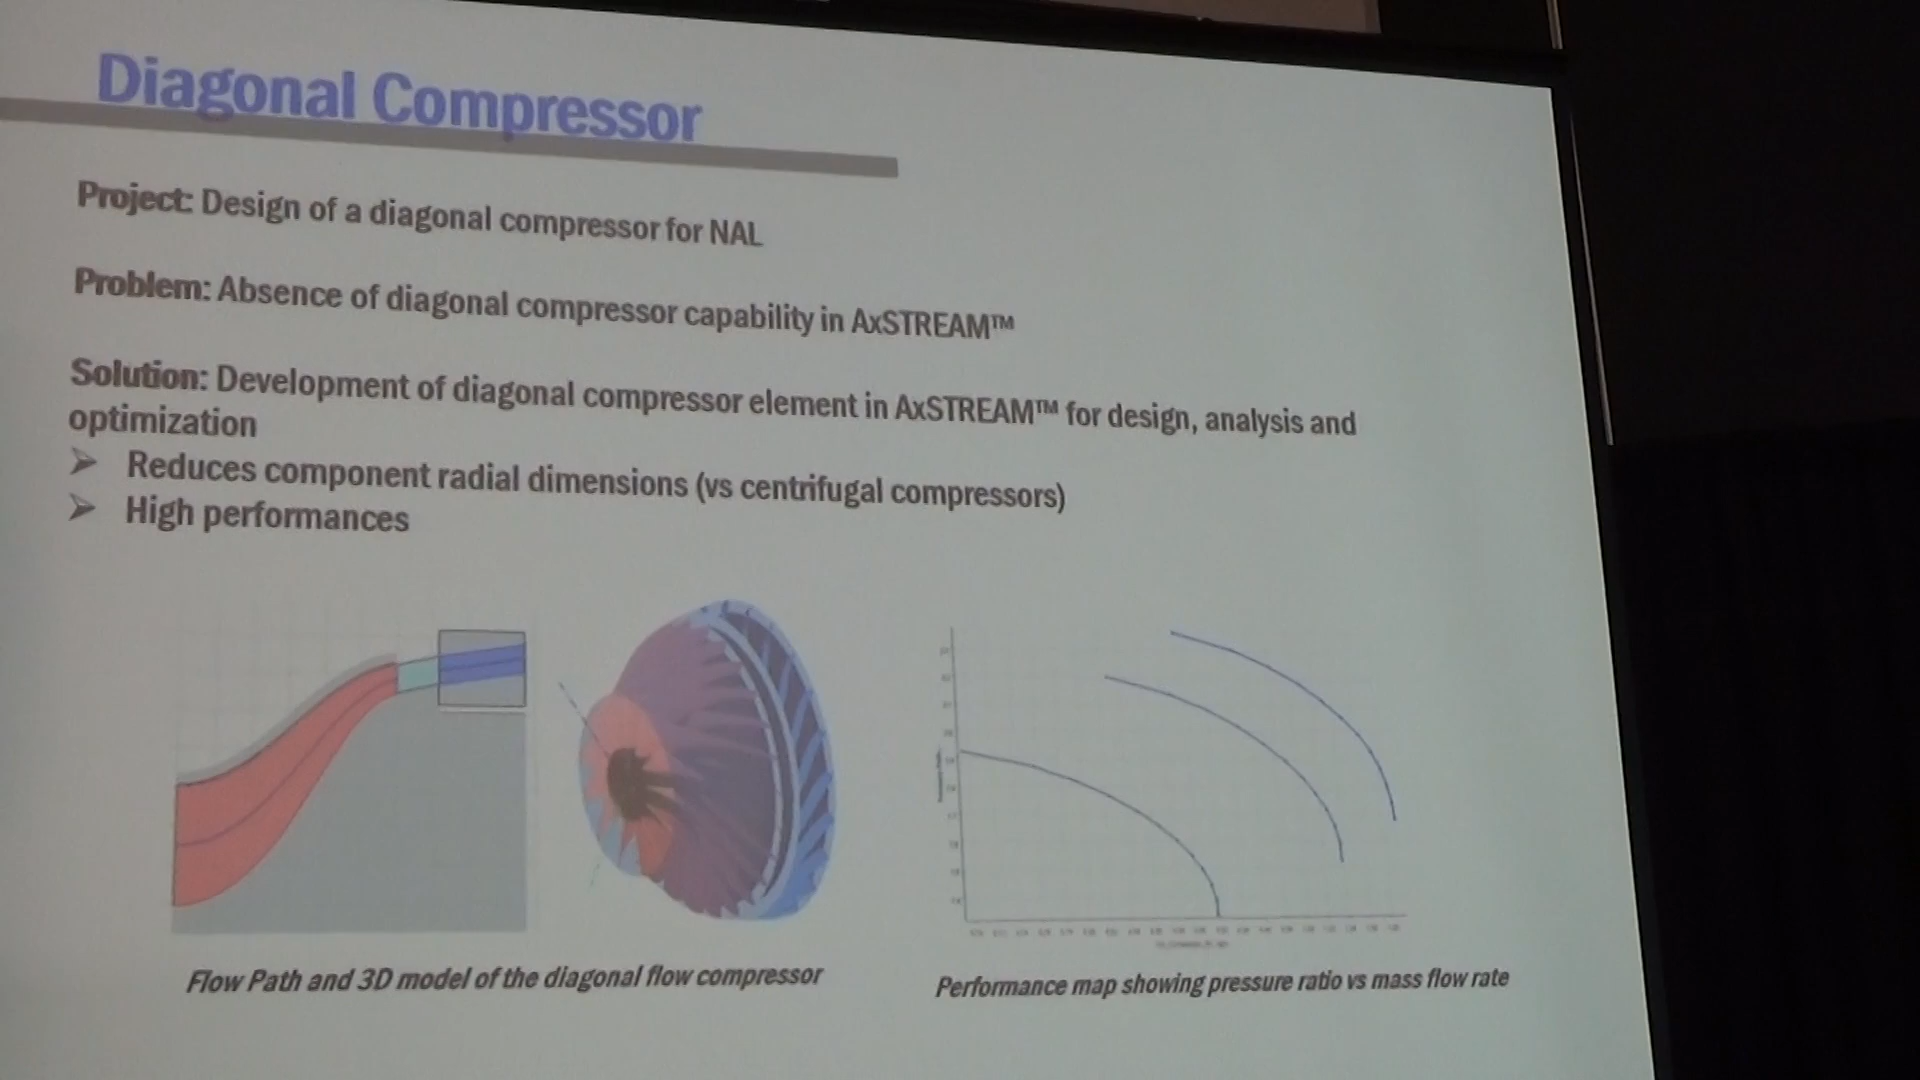 Diagonal Compressor
Project: Design of a diagonal compressor for NAL
Problem: Absence of diagonal compressor capability in AxSTREAM™
Solution: Development of diagonal compressor element in AxSTREAM™ for design, analysis and
optimization
➢ Reduces component radial dimensions (vs centrifugal compressors)
➢ High performances
Flow Path and 3D model of the diagonal flow compressor
Performance map showing pressure ratio vs mass flow rate